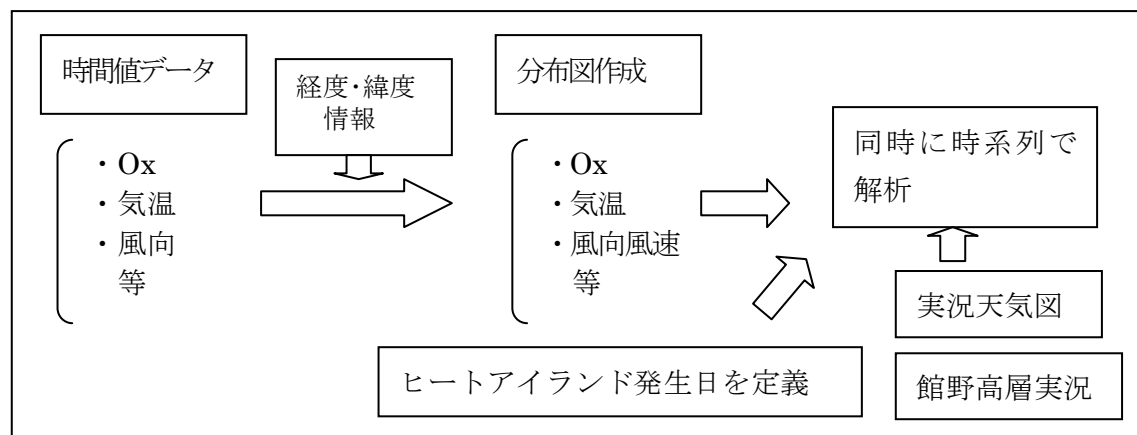 時間値データ
経度・緯度
情報
分布図作成
・Ox
・気温
・風向
等
・Ox
・気温
・風向風速
等
同時に時系列で
解析
実況天気図
ヒートアイランド発生日を定義
館野高層実況